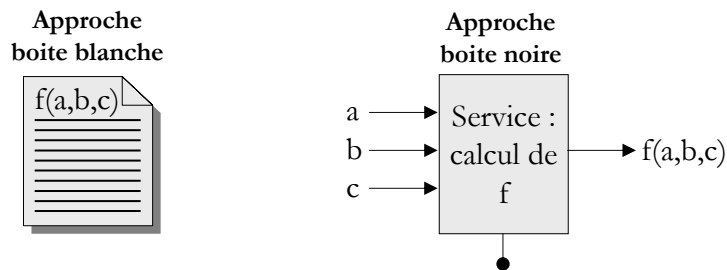 Approche
boite blanche
f(a,b,c)
Approche
boite noire
a
b
c
Service :
calcul de
f
f(a,b,c)